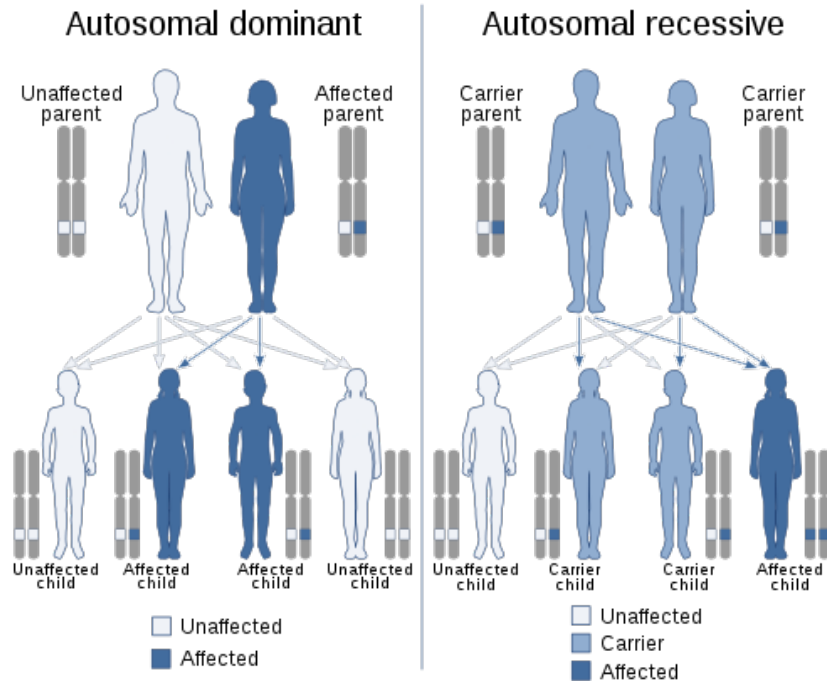 Autosomal dominant
Unaffected
parent
Affected
parent
Unaffected
child
Affected
child
Affected
child
Unaffected
child
Unaffected
Affected
Autosomal recessive
Carrier
parent
Carrier
parent
Unaffected
child
Carrier
child
Carrier
child
Affected
child
Unaffected
Carrier
Affected